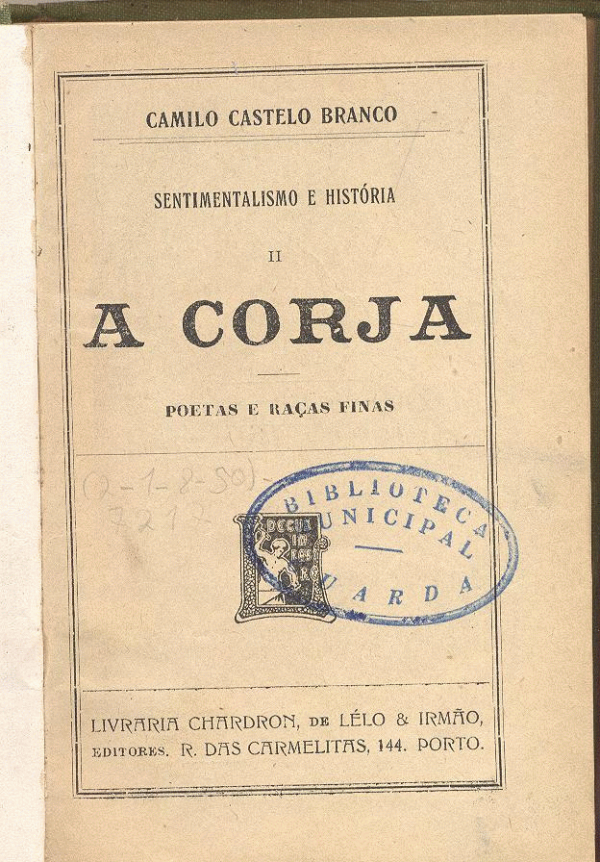 CAMILO CASTELO BRANCO
SENTIMENTALISMO E HISTÓRIA
II
A CORJA
POETAS E RAÇAS FINAS
BIBLIOTECA
MUNICIPAL
GUARDA
LIVRARIA CHARDRON, DE LÉLO & IRMÃO,
EDITORES. R. DAS CARMELITAS, 144. PORTO.